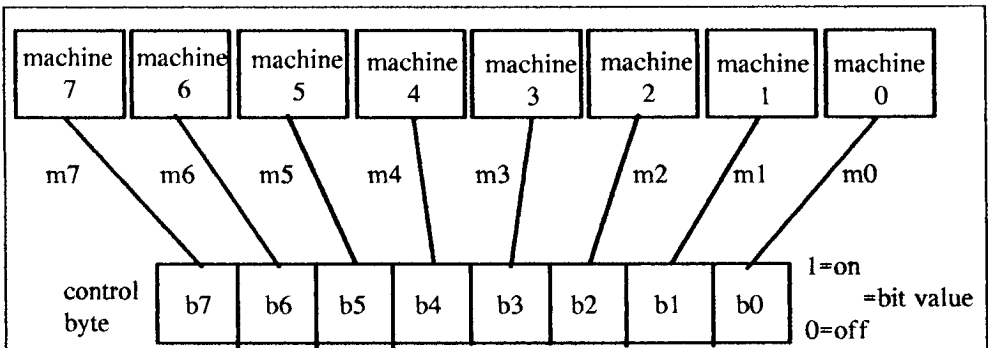 machine machine machine machine machine machine machine machine
7 6 5 4 3 2 1 0
m7 m6 m5 m4 m3 m2 m1 m0
1=on
control b7 b6 b5 b4 b3 b2 b1 b0 =bit value
byte 0=off